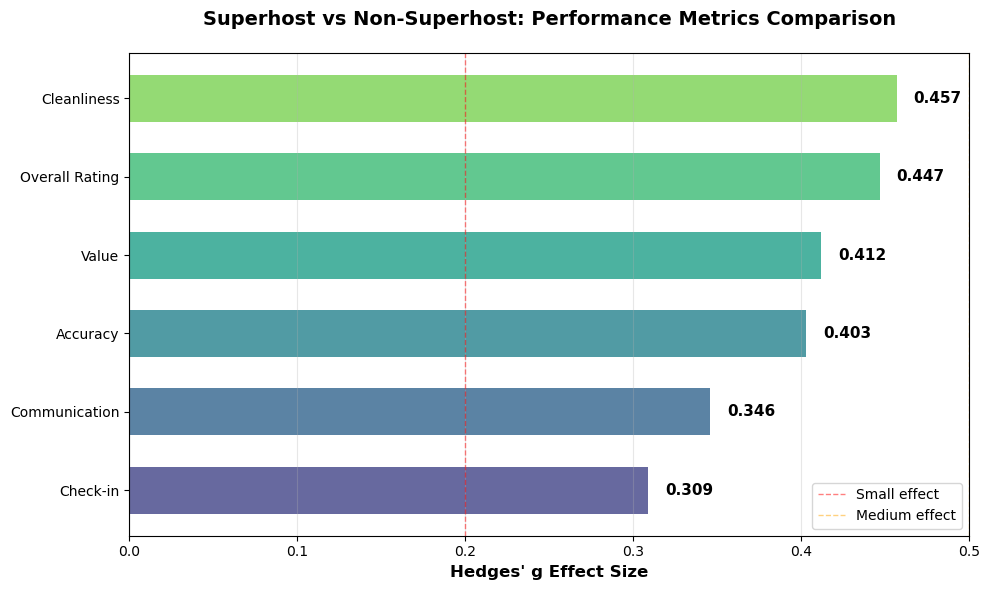 Superhost vs Non-Superhost: Performance Metrics Comparison
Cleanliness 0.457
Overall Rating 0.447
Value 0.412
Accuracy 0.403
Communication 0.346
Check-in 0.309
Small effect
Medium effect
0.0 0.1 0.2 0.3 0.4 0.5
Hedges' g Effect Size